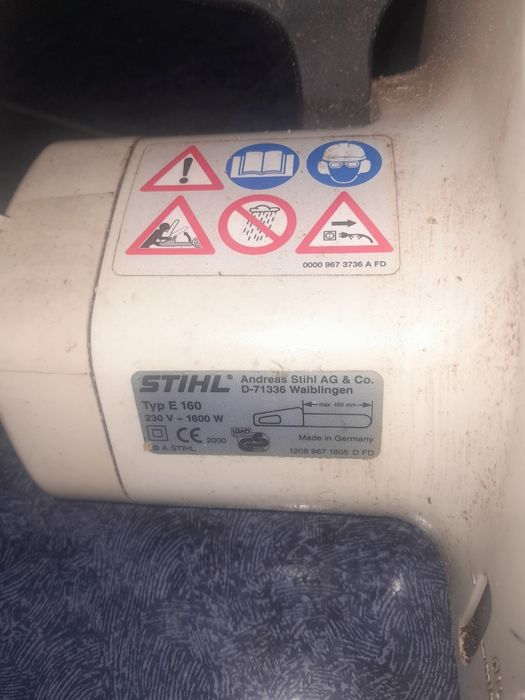 0000 967 3736 A FD
STIHL® Andreas Stihl AG & Co.
D-71336 Waiblingen
Typ E 160
230 V ~ 1600 W
max. 450 mm
CE 2000
Made in Germany
© A. STIHL
1208 967 1805 D FD